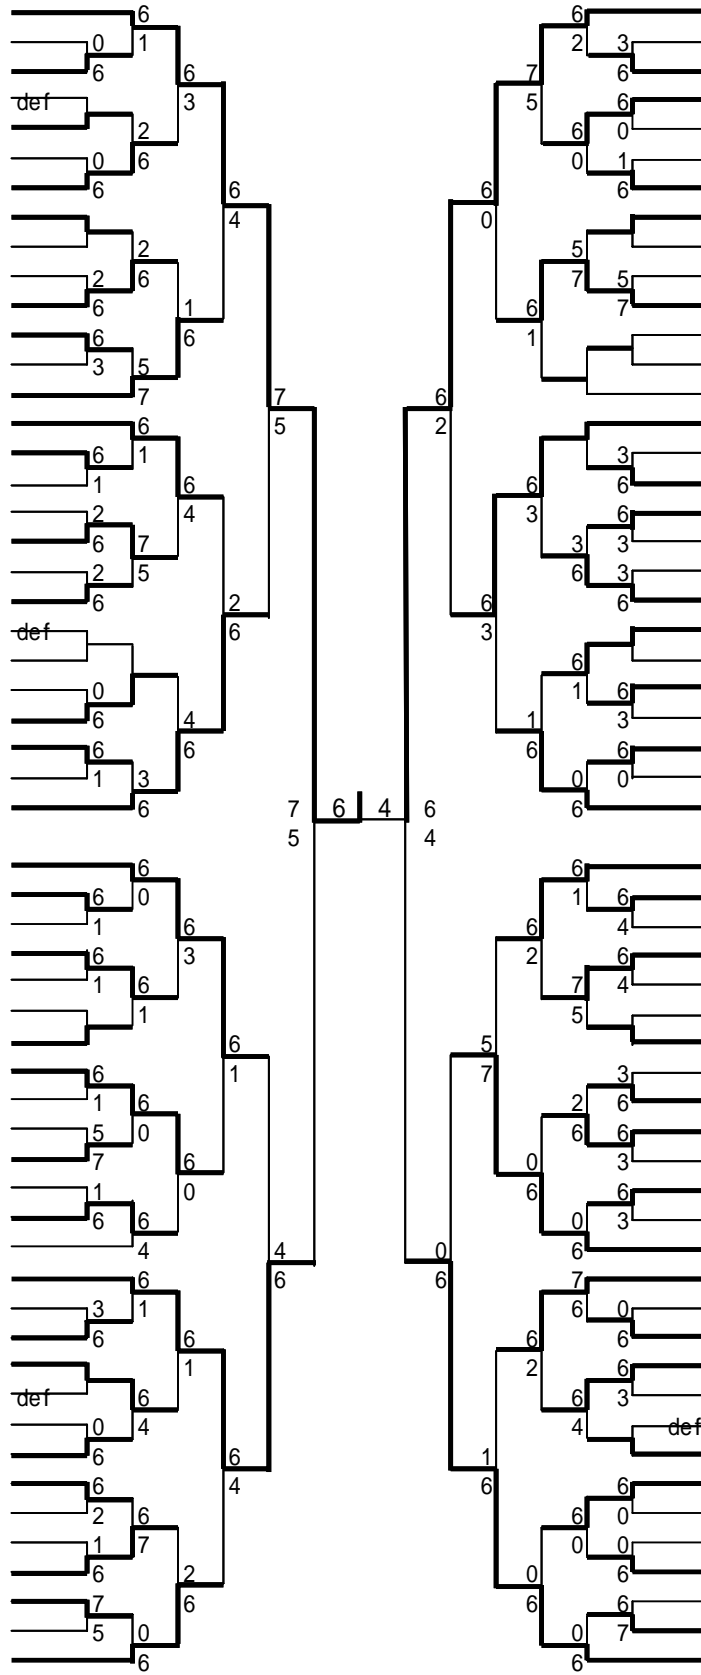 6 6
0 1 2 3
6 6 7 6
def 3 5 6
2 6 0
0 6 0 1
6 6 6 6
4 0
2 5
2 6 7 5
6 1 6 7
6 6 1
3 5
7 7 6
6 5 2
6 1 3
1 6 6 6
2 4 3 6
6 7 3 3
2 5 6 3
6 2 6 6
def 6 3
6
0 1 6
6 4 1 3
6 6 6
1 3 0 0
6 7 6 4 6 6
5 4
6 6
6 0 1 6
1 6 6 4
6 3 2 6
1 6 7 4
1 5
6 5
6 1 7 3
1 6 2 6
5 0 6 6
7 6 0 3
1 0 6 6
6 6 0 3
4 4 0 6
6 6 6 7
3 1 6 0
6 6 6 6
1 2 6
def 6 6 3
0 4 4 def
6 6 1
6 4 6 6
2 6 6 0
1 7 0 0
6 2 0 6
7 6 6 6
5 0 0 7
6 6